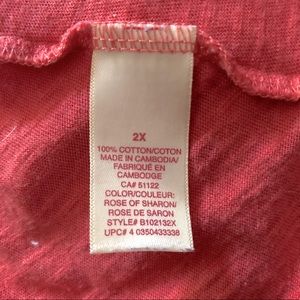 2X
100% COTTON/COTON
MADE IN CAMBODIA/
FABRIQUÉ EN
CAMBODGE
CA# 51122
COLOR/COULEUR:
ROSE OF SHARON/
ROSE DE SARON
STYLE# B102132X
UPC# 4 0350433338